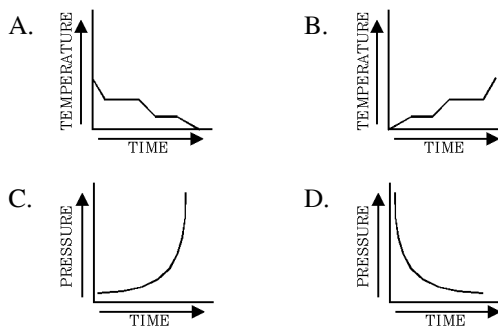 A.
TEMPERATURE
TIME
B.
TEMPERATURE
TIME
C.
PRESSURE
TIME
D.
PRESSURE
TIME